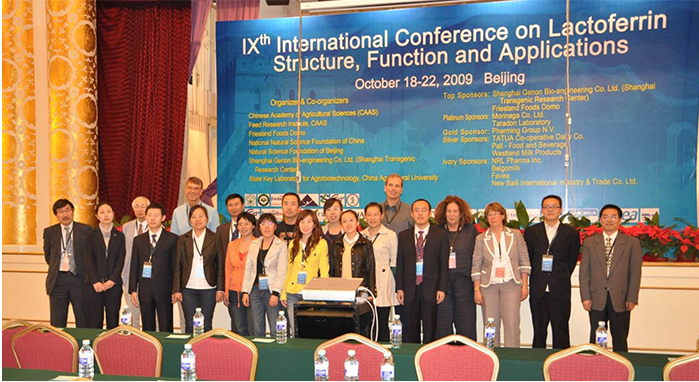 IXth International Conference on Lactoferrin
Structure, Function and Applications
October 18-22, 2009 Beijing
Organizer & Co-organizers
Chinese Academy of Agricultural Sciences (CAAS)
Feed Research Institute, CAAS
Friesland Foods Domo
National Natural Science Foundation of China
Natural Science Foundation of Beijing
Shanghai Genon Bio-engineering Co. Ltd (Shanghai Transgenic
Research Center)
State Key Laboratory for Agrobiotechnology, China Agricultural University
Top Sponsors: Shanghai Genon Bio-engineering Co. Ltd. (Shanghai
Transgenic Research Center)
Friesland Foods Domo
Platinum Sponsors: Morinaga Co. Ltd.
Taradon Laboratory
Gold Sponsor: Pharming Group N.V.
Silver Sponsors: TATUA Co-operative Dairy Co.
Pall - Food and Beverage
Westland Milk Products
Ivory Sponsors: NRL Pharma Inc.
Belgomilk
Favea
New Baili International Industry & Trade Co. Ltd.